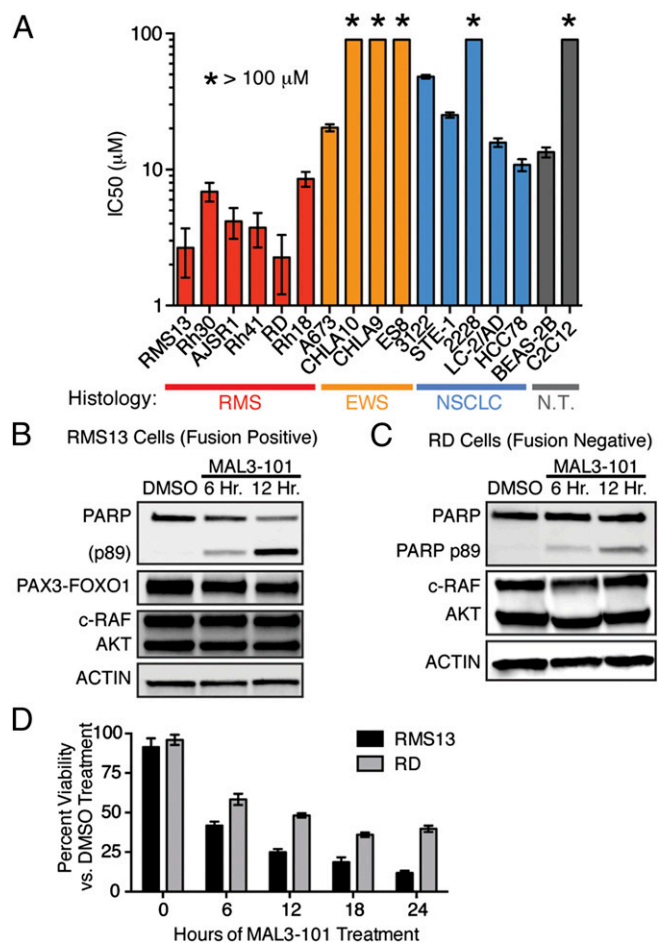 A
IC50 (µM)
100
10
1
* > 100 µM
* * * * *
RMS13
Rh30
AJSR1
Rh41
RD
Rh18
A673
CHLA10
CHLA9
ES8
3122
STE-1
2228
LC-2/AD
HCC78
BEAS-2B
C2C12
Histology: RMS EWS NSCLC N.T.
B RMS13 Cells (Fusion Positive)
MAL3-101
DMSO 6 Hr. 12 Hr.
PARP
(p89)
PAX3-FOXO1
c-RAF
AKT
ACTIN
C RD Cells (Fusion Negative)
MAL3-101
DMSO 6 Hr. 12 Hr.
PARP
PARP p89
c-RAF
AKT
ACTIN
D
Percent Viability
vs. DMSO Treatment
100
75
50
25
0
RMS13
RD
0 6 12 18 24
Hours of MAL3-101 Treatment